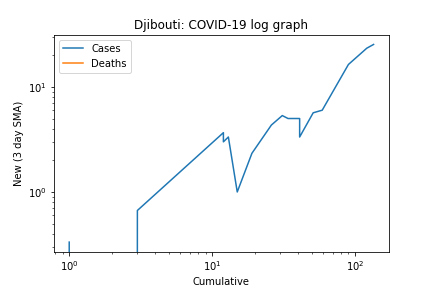 Djibouti: COVID-19 log graph
Cases
Deaths
New (3 day SMA)
10¹
10⁰
10⁰ 10¹ 10²
Cumulative